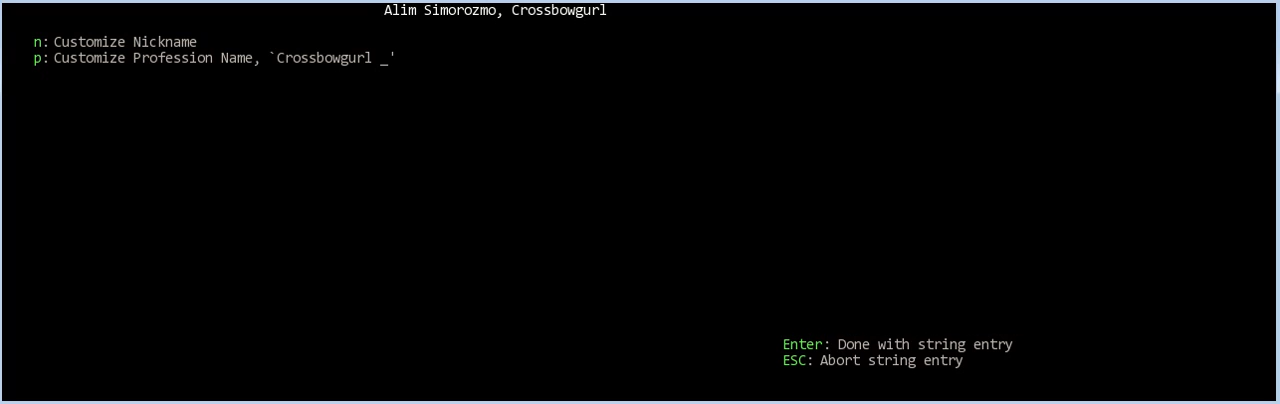 Alim Simorozmo, Crossbowgurl
n: Customize Nickname
p: Customize Profession Name, `Crossbowgurl _'
Enter: Done with string entry
ESC: Abort string entry